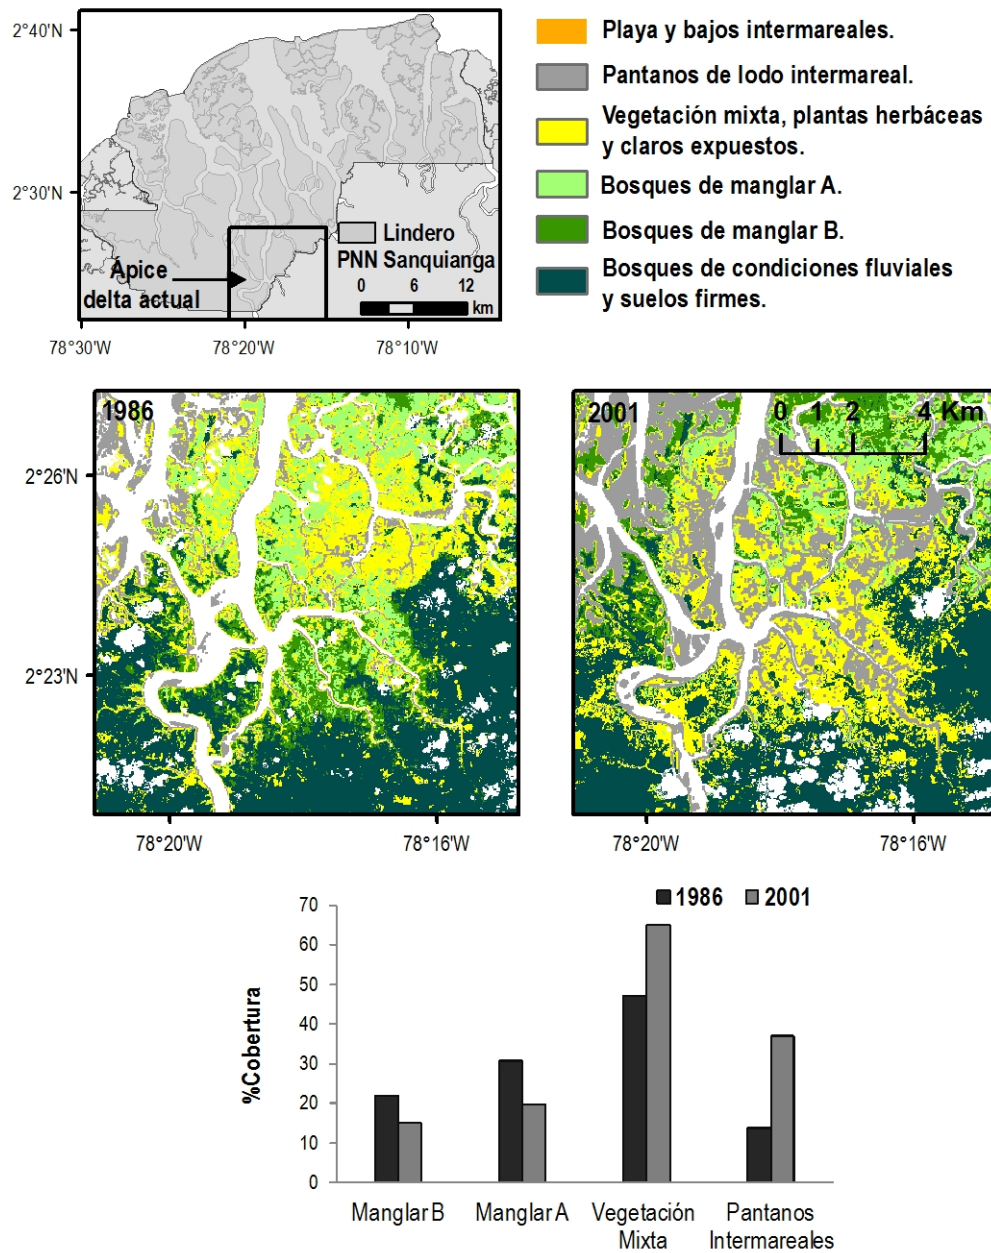 2°40'N
2°30'N
Ápice
delta actual
Lindero
PNN Sanquianga
0 6 12
km
78°30'W 78°20'W 78°10'W
Playa y bajos intermareales.
Pantanos de lodo intermareal.
Vegetación mixta, plantas herbáceas
y claros expuestos.
Bosques de manglar A.
Bosques de manglar B.
Bosques de condiciones fluviales
y suelos firmes.
1986
2°26'N
2°23'N
78°20'W 78°16'W
2001
0 1 2 4 Km
78°20'W 78°16'W
1986 2001
%Cobertura
70
60
50
40
30
20
10
0
Manglar B
Manglar A
Vegetación
Mixta
Pantanos
Intermareales